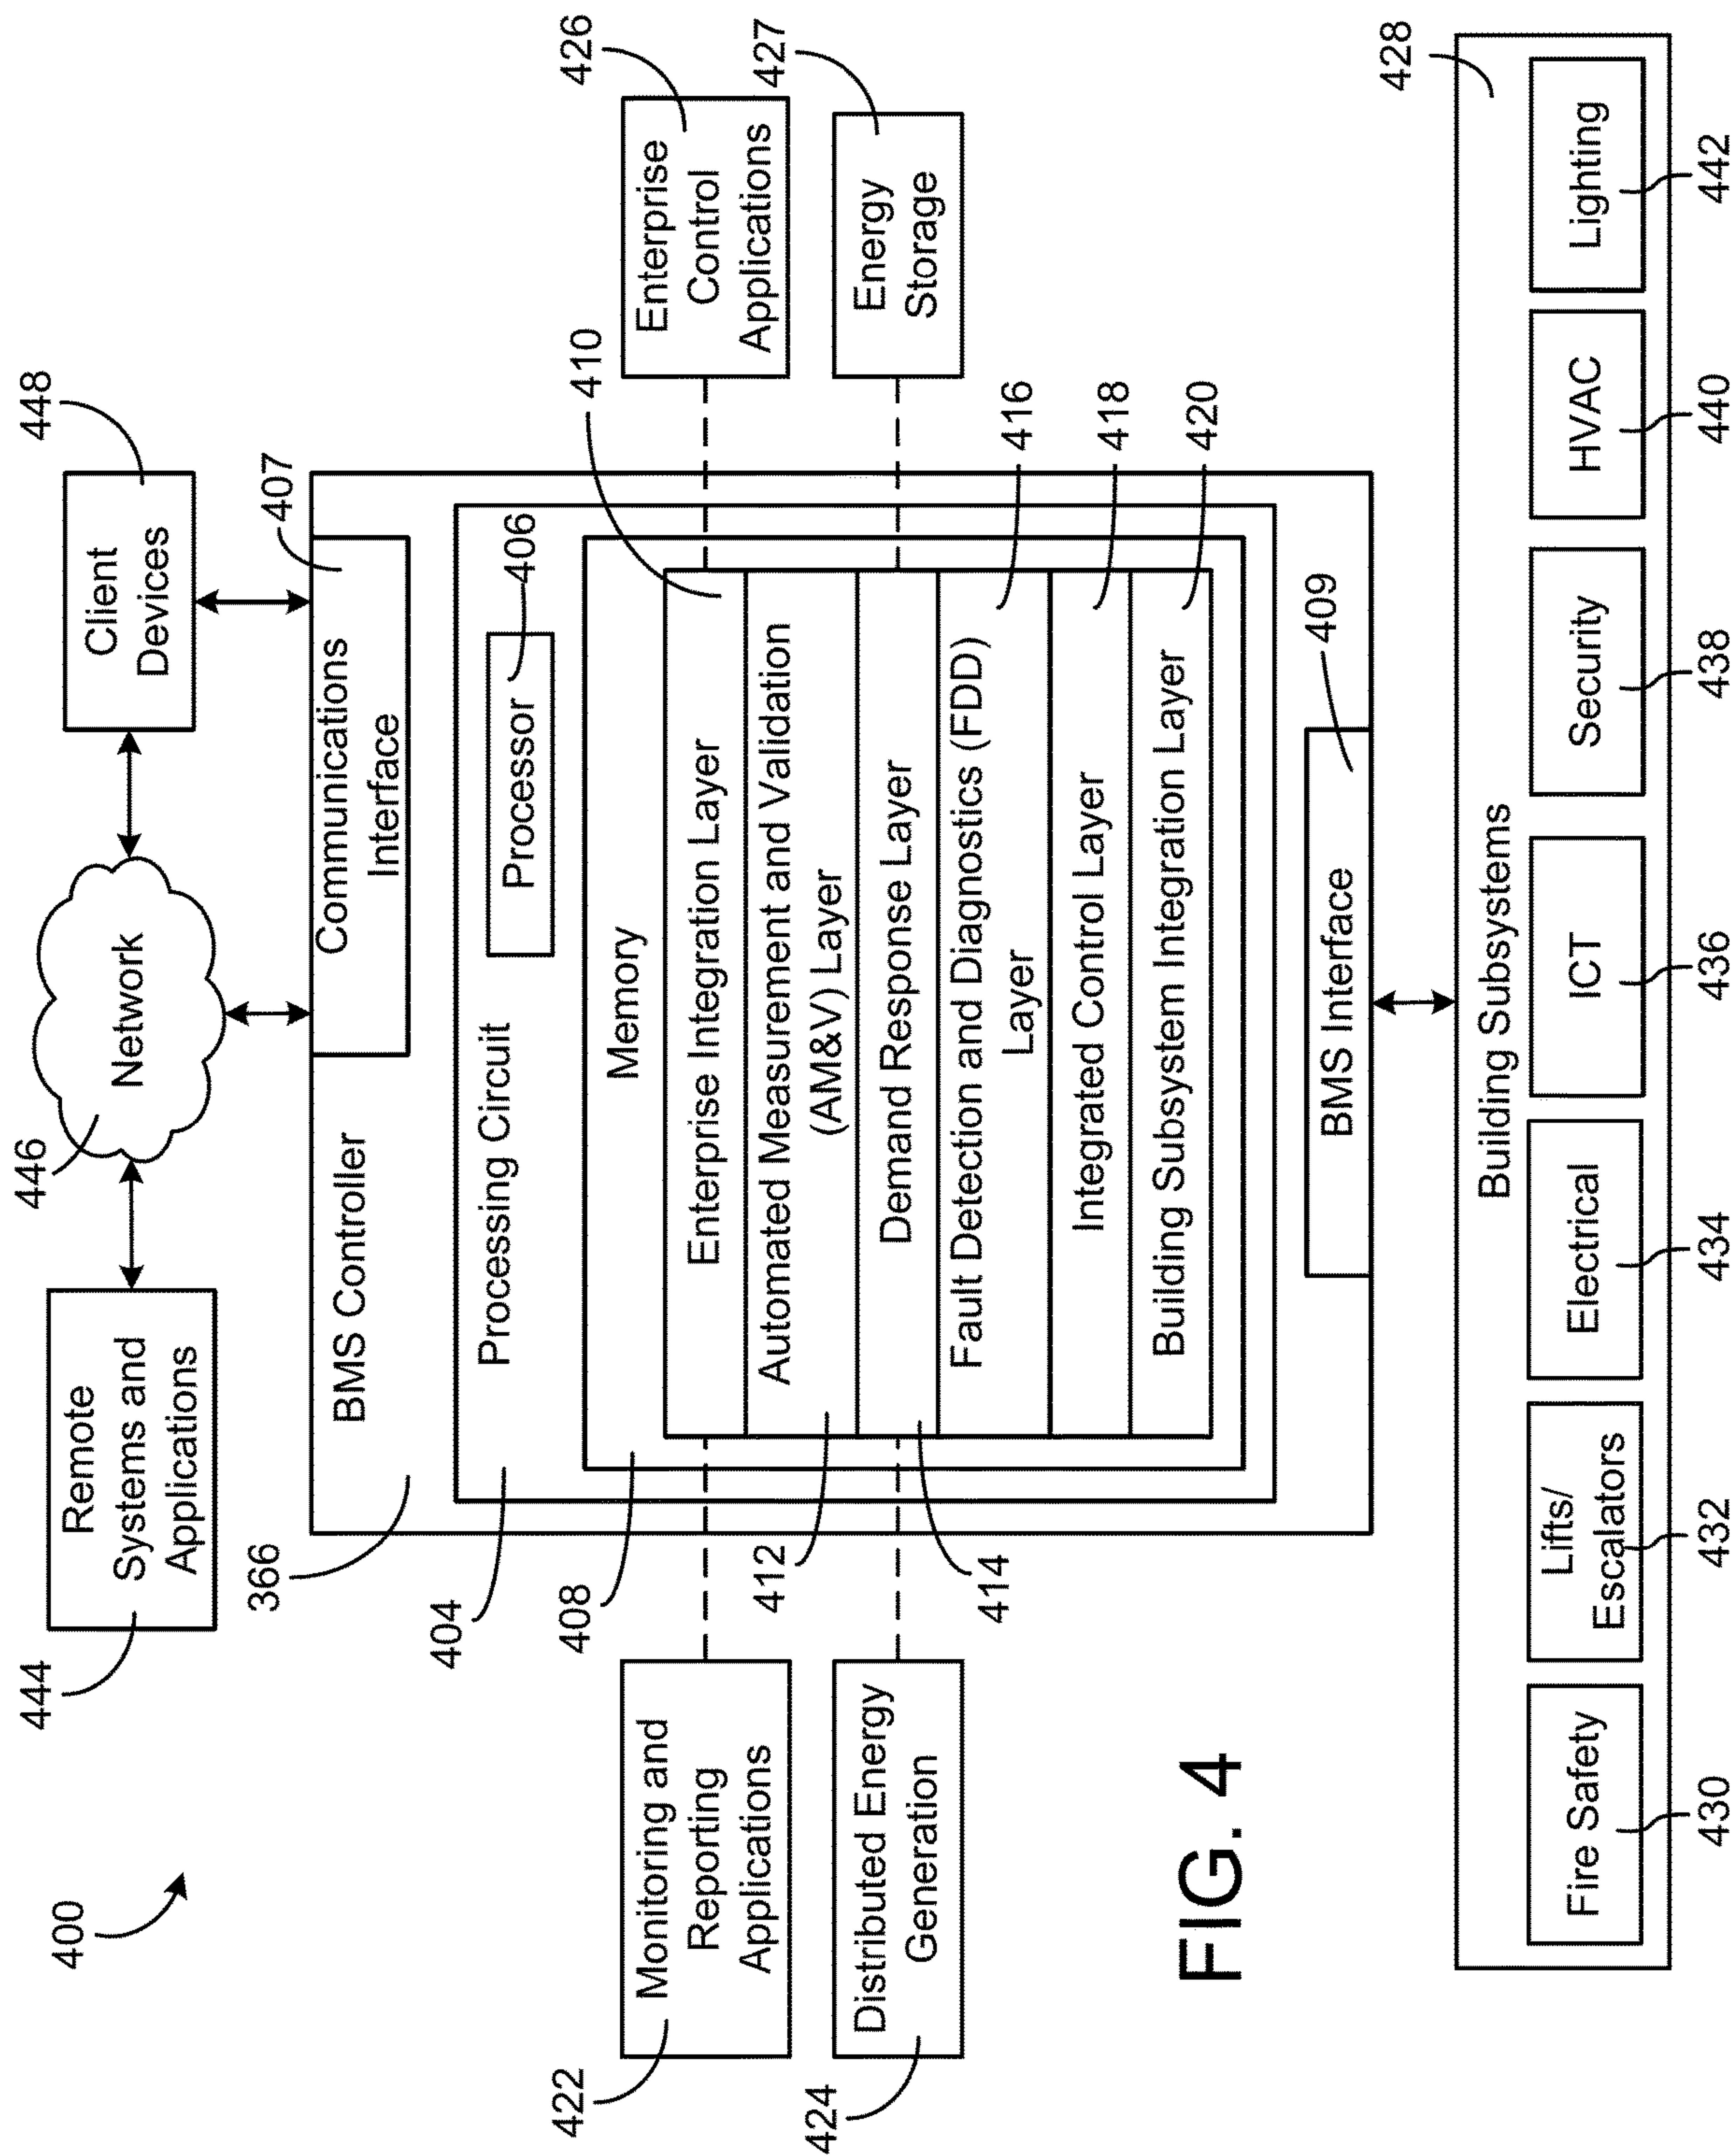 400
444
Remote
Systems and
Applications
446
Network
448
Client
Devices
366
BMS Controller
407
Communications
Interface
404
Processing Circuit
Processor
406
408
Memory
410
Enterprise Integration Layer
412
Automated Measurement and Validation
(AM&V) Layer
414
Demand Response Layer
416
Fault Detection and Diagnostics (FDD)
Layer
418
Integrated Control Layer
420
Building Subsystem Integration Layer
422
Monitoring and
Reporting
Applications
424
Distributed Energy
Generation
426
Enterprise
Control
Applications
427
Energy
Storage
409
BMS Interface
FIG. 4
428
Building Subsystems
Fire Safety
Lifts/
Escalators
Electrical
ICT
Security
HVAC
Lighting
430
432
434
436
438
440
442